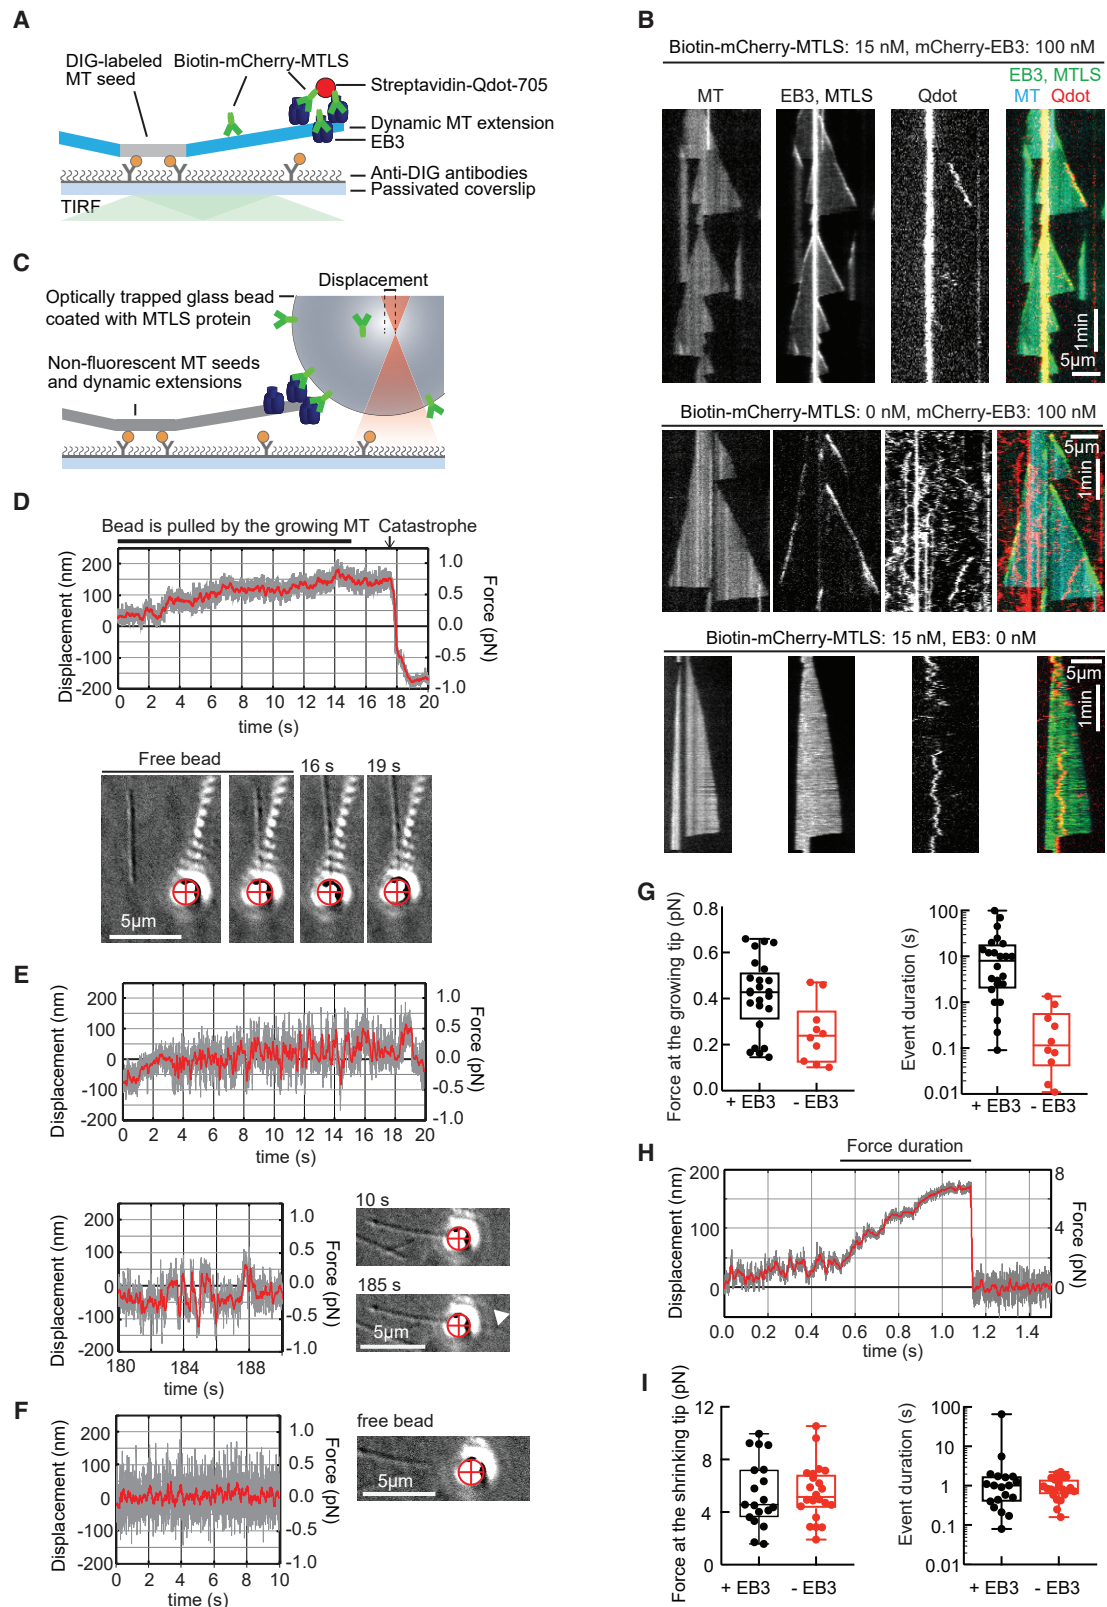 A
DIG-labeled
MT seed
Biotin-mCherry-MTLS
Streptavidin-Qdot-705
Dynamic MT extension
EB3
Anti-DIG antibodies
Passivated coverslip
TIRF
B
Biotin-mCherry-MTLS: 15 nM, mCherry-EB3: 100 nM
EB3, MTLS
MT EB3, MTLS Qdot MT Qdot
1min
5µm
Biotin-mCherry-MTLS: 0 nM, mCherry-EB3: 100 nM
5µm
1min
Biotin-mCherry-MTLS: 15 nM, EB3: 0 nM
5µm
1min
C
Displacement
Optically trapped glass bead
coated with MTLS protein
Non-fluorescent MT seeds
and dynamic extensions
D
Bead is pulled by the growing MT Catastrophe
Displacement (nm)
200
100
0
-100
-200
1.0
0.5
0.0
-0.5
-1.0
Force (pN)
0 2 4 6 8 10 12 14 16 18 20
time (s)
Free bead 16 s 19 s
5µm
E
Displacement (nm)
200
100
0
-100
-200
1.0
0.5
0.0
-0.5
-1.0
Force (pN)
0 2 4 6 8 10 12 14 16 18 20
time (s)
Displacement (nm)
200
100
0
-100
-200
1.0
0.5
0.0
-0.5
-1.0
Force (pN)
180 184 188
time (s)
10 s
185 s
5µm
F
Displacement (nm)
200
100
0
-100
-200
1.0
0.5
0.0
-0.5
-1.0
Force (pN)
0 2 4 6 8 10
time (s)
free bead
5µm
G
Force at the growing tip (pN)
0.8
0.6
0.4
0.2
0.0
+ EB3 - EB3
Event duration (s)
100
10
1.0
0.1
0.01
+ EB3 - EB3
H
Force duration
Displacement (nm)
200
100
0
8
4
0
Force (pN)
0.0 0.2 0.4 0.6 0.8 1.0 1.2 1.4
time (s)
I
Force at the shrinking tip (pN)
12
8
4
0
+ EB3 - EB3
Event duration (s)
100
10
1
0.1
0.01
+ EB3 - EB3